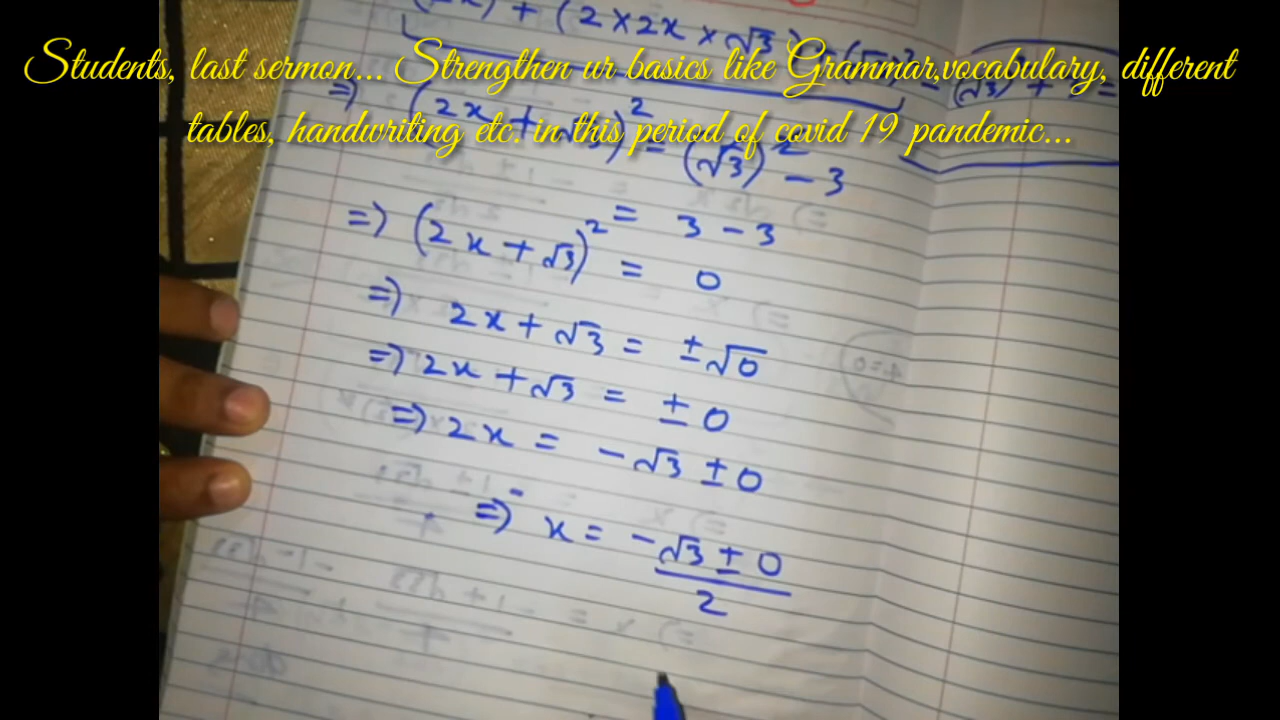 + (2×2x×√3)
Students, last sermon... Strengthen ur basics like Grammar,vocabulary, different
tables, handwriting etc. in this period of covid 19 pandemic...
⇒ (2x + √3)² = (√3)² - 3
= 3 - 3
⇒ (2x + √3)² = 0
⇒ 2x + √3 = ±√0
⇒ 2x + √3 = ± 0
⇒ 2x = -√3 ± 0
⇒ x = -√3 ± 0
2